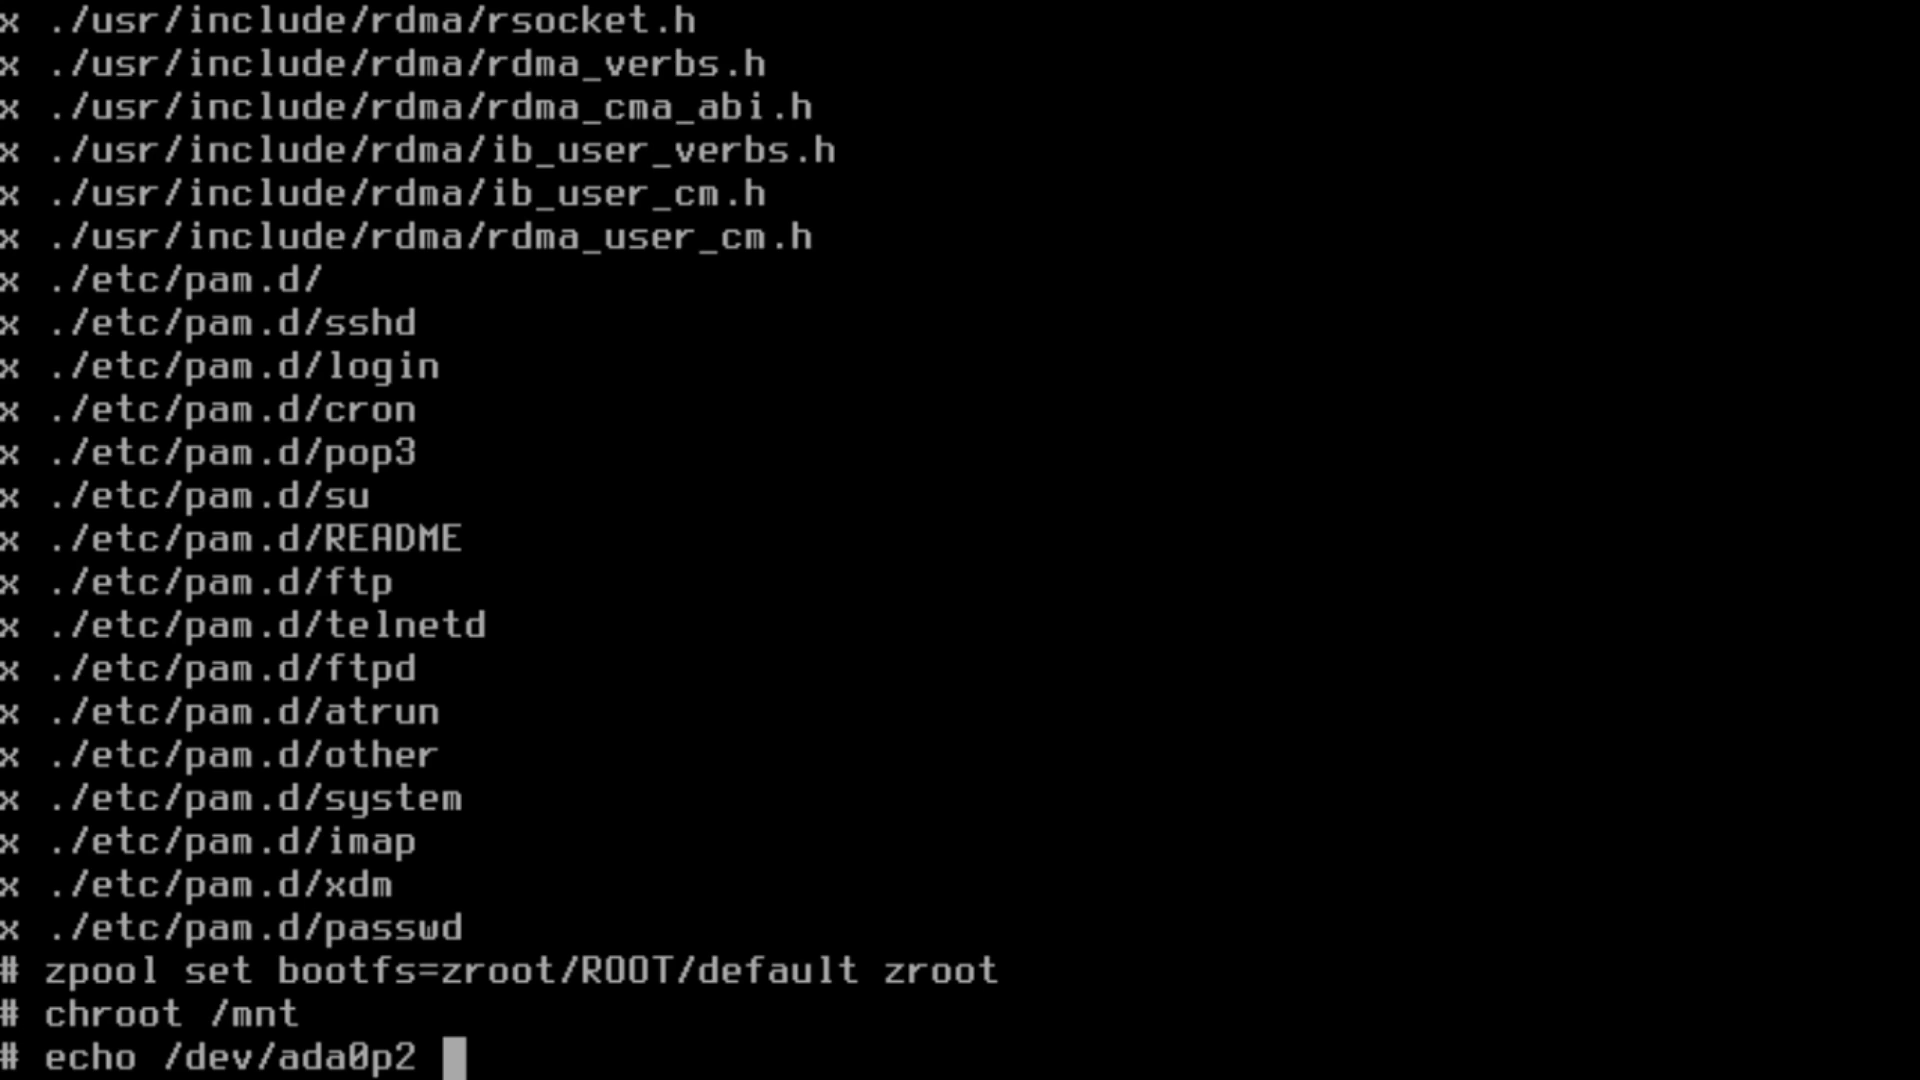 x ./usr/include/rdma/rsocket.h
x ./usr/include/rdma/rdma_verbs.h
x ./usr/include/rdma/rdma_cma_abi.h
x ./usr/include/rdma/ib_user_verbs.h
x ./usr/include/rdma/ib_user_cm.h
x ./usr/include/rdma/rdma_user_cm.h
x ./etc/pam.d/
x ./etc/pam.d/sshd
x ./etc/pam.d/login
x ./etc/pam.d/cron
x ./etc/pam.d/pop3
x ./etc/pam.d/su
x ./etc/pam.d/README
x ./etc/pam.d/ftp
x ./etc/pam.d/telnetd
x ./etc/pam.d/ftpd
x ./etc/pam.d/atrun
x ./etc/pam.d/other
x ./etc/pam.d/system
x ./etc/pam.d/imap
x ./etc/pam.d/xdm
x ./etc/pam.d/passwd
# zpool set bootfs=zroot/ROOT/default zroot
# chroot /mnt
# echo /dev/ada0p2